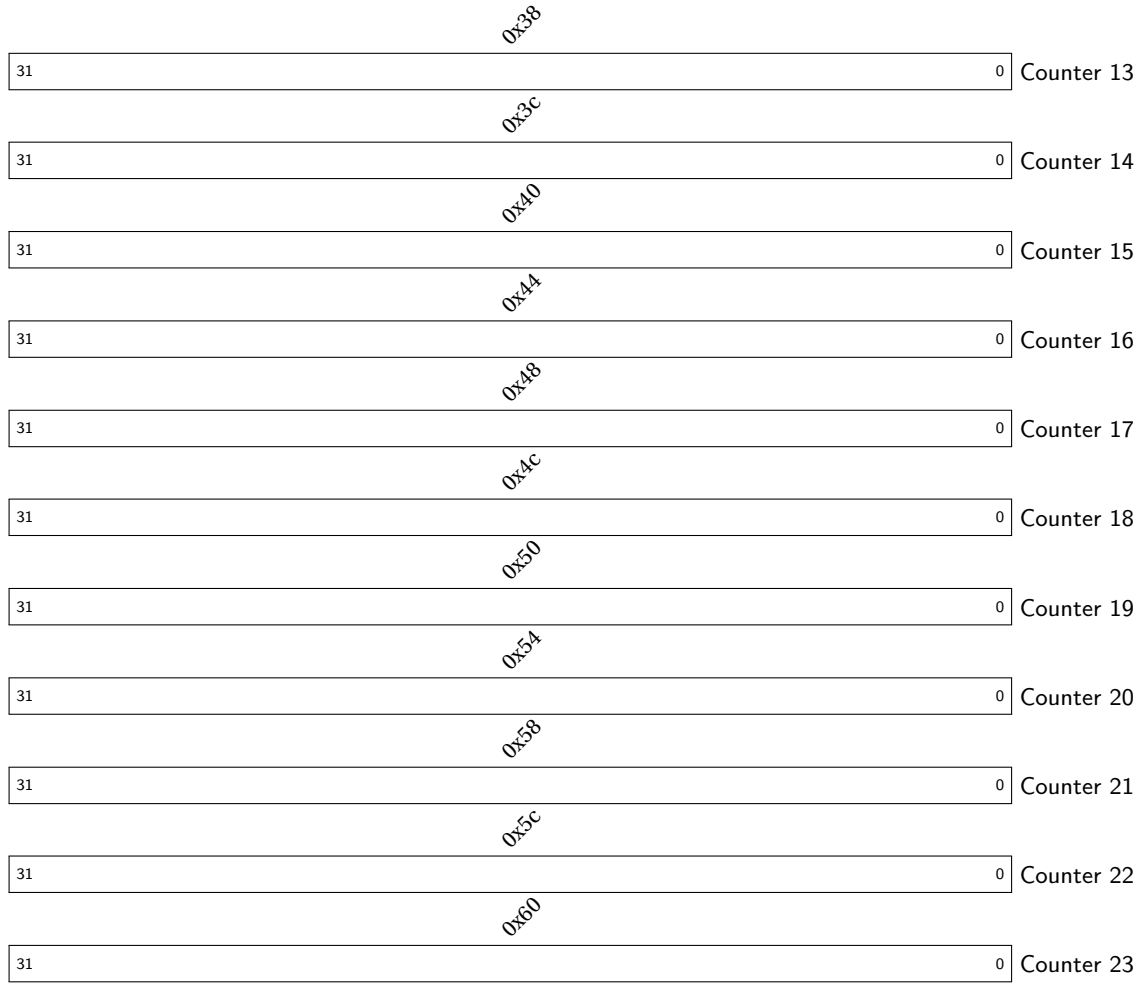 0x38
31 0 Counter 13
0x3c
31 0 Counter 14
0x40
31 0 Counter 15
0x44
31 0 Counter 16
0x48
31 0 Counter 17
0x4c
31 0 Counter 18
0x50
31 0 Counter 19
0x54
31 0 Counter 20
0x58
31 0 Counter 21
0x5c
31 0 Counter 22
0x60
31 0 Counter 23